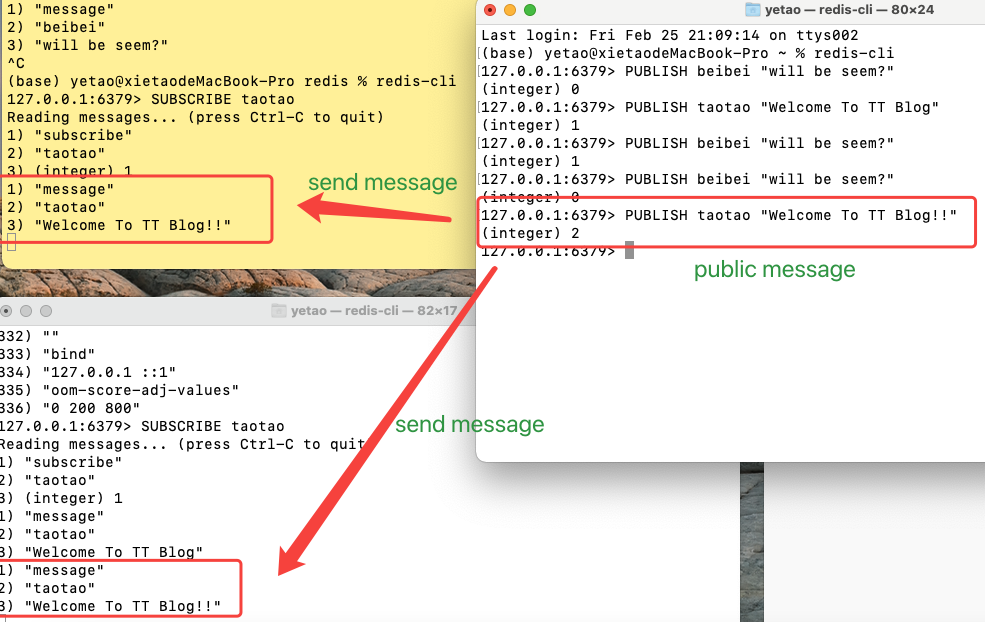 1) "message"
2) "beibei"
3) "will be seem?"
^C
(base) yetao@xietaodeMacBook-Pro redis % redis-cli
127.0.0.1:6379> SUBSCRIBE taotao
Reading messages... (press Ctrl-C to quit)
1) "subscribe"
2) "taotao"
3) (integer) 1
1) "message"
2) "taotao"
3) "Welcome To TT Blog!!"
send message
yetao — redis-cli — 80×24
Last login: Fri Feb 25 21:09:14 on ttys002
(base) yetao@xietaodeMacBook-Pro ~ % redis-cli
127.0.0.1:6379> PUBLISH beibei "will be seem?"
(integer) 0
127.0.0.1:6379> PUBLISH taotao "Welcome To TT Blog"
(integer) 1
127.0.0.1:6379> PUBLISH beibei "will be seem?"
(integer) 1
127.0.0.1:6379> PUBLISH beibei "will be seem?"
(integer) 0
127.0.0.1:6379> PUBLISH taotao "Welcome To TT Blog!!"
(integer) 2
127.0.0.1:6379>
public message
yetao — redis-cli — 82×17
332) ""
333) "bind"
334) "127.0.0.1 ::1"
335) "oom-score-adj-values"
336) "0 200 800"
127.0.0.1:6379> SUBSCRIBE taotao
Reading messages... (press Ctrl-C to quit
1) "subscribe"
2) "taotao"
3) (integer) 1
1) "message"
2) "taotao"
3) "Welcome To TT Blog"
1) "message"
2) "taotao"
3) "Welcome To TT Blog!!"
send message